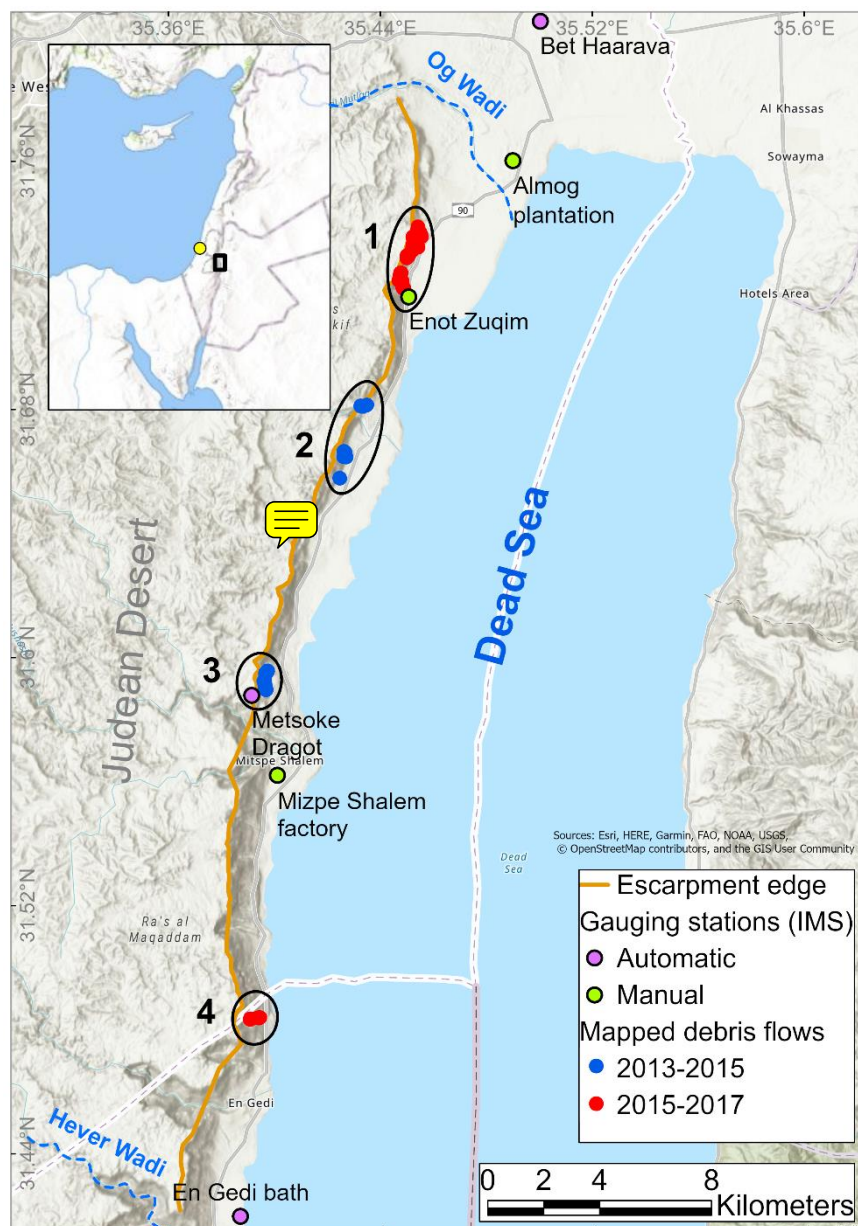 35.36°E
35.44°E
35.52°E
35.6°E
Bet Haarava
Og Wadi
Al Khassas
Sowayma
31.76°N
Almog
plantation
90
1
Hotels Area
Enot Zuqim
31.68°N
2
Dead Sea
Judean Desert
31.6°N
3
Metsoke
Dragot
Mitspe Shalem
Mizpe Shalem
factory
Sources: Esri, HERE, Garmin, FAO, NOAA, USGS,
© OpenStreetMap contributors, and the GIS User Community
Dead
Sea
31.52°N
Ra's al
Maqaddam
4
En Gedi
31.44°N
Hever Wadi
En Gedi bath
Escarpment edge
Gauging stations (IMS)
Automatic
Manual
Mapped debris flows
2013-2015
2015-2017
0 2 4 8
Kilometers